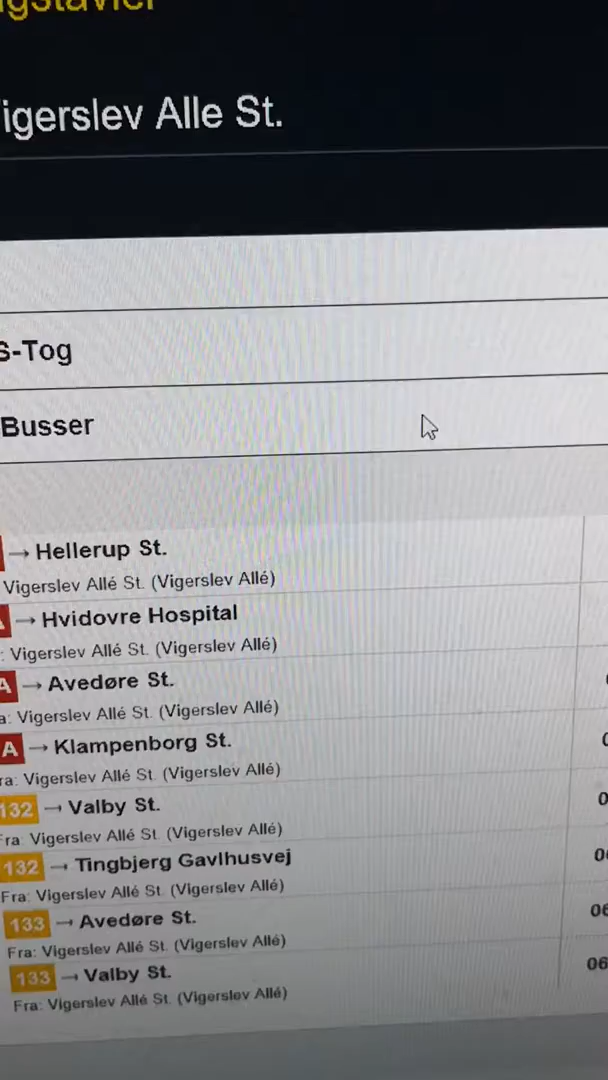 igerslev Alle St.
S-Tog
Busser
→ Hellerup St.
Vigerslev Allé St. (Vigerslev Allé)
A → Hvidovre Hospital
: Vigerslev Allé St. (Vigerslev Allé)
A → Avedøre St.
a: Vigerslev Allé St. (Vigerslev Allé)
A → Klampenborg St.
ra: Vigerslev Allé St. (Vigerslev Allé)
132 → Valby St.
Fra: Vigerslev Allé St. (Vigerslev Allé)
132 → Tingbjerg Gavlhusvej
Fra: Vigerslev Allé St. (Vigerslev Allé)
133 → Avedøre St. 06
Fra: Vigerslev Allé St. (Vigerslev Allé)
133 → Valby St. 06
Fra: Vigerslev Allé St. (Vigerslev Allé)